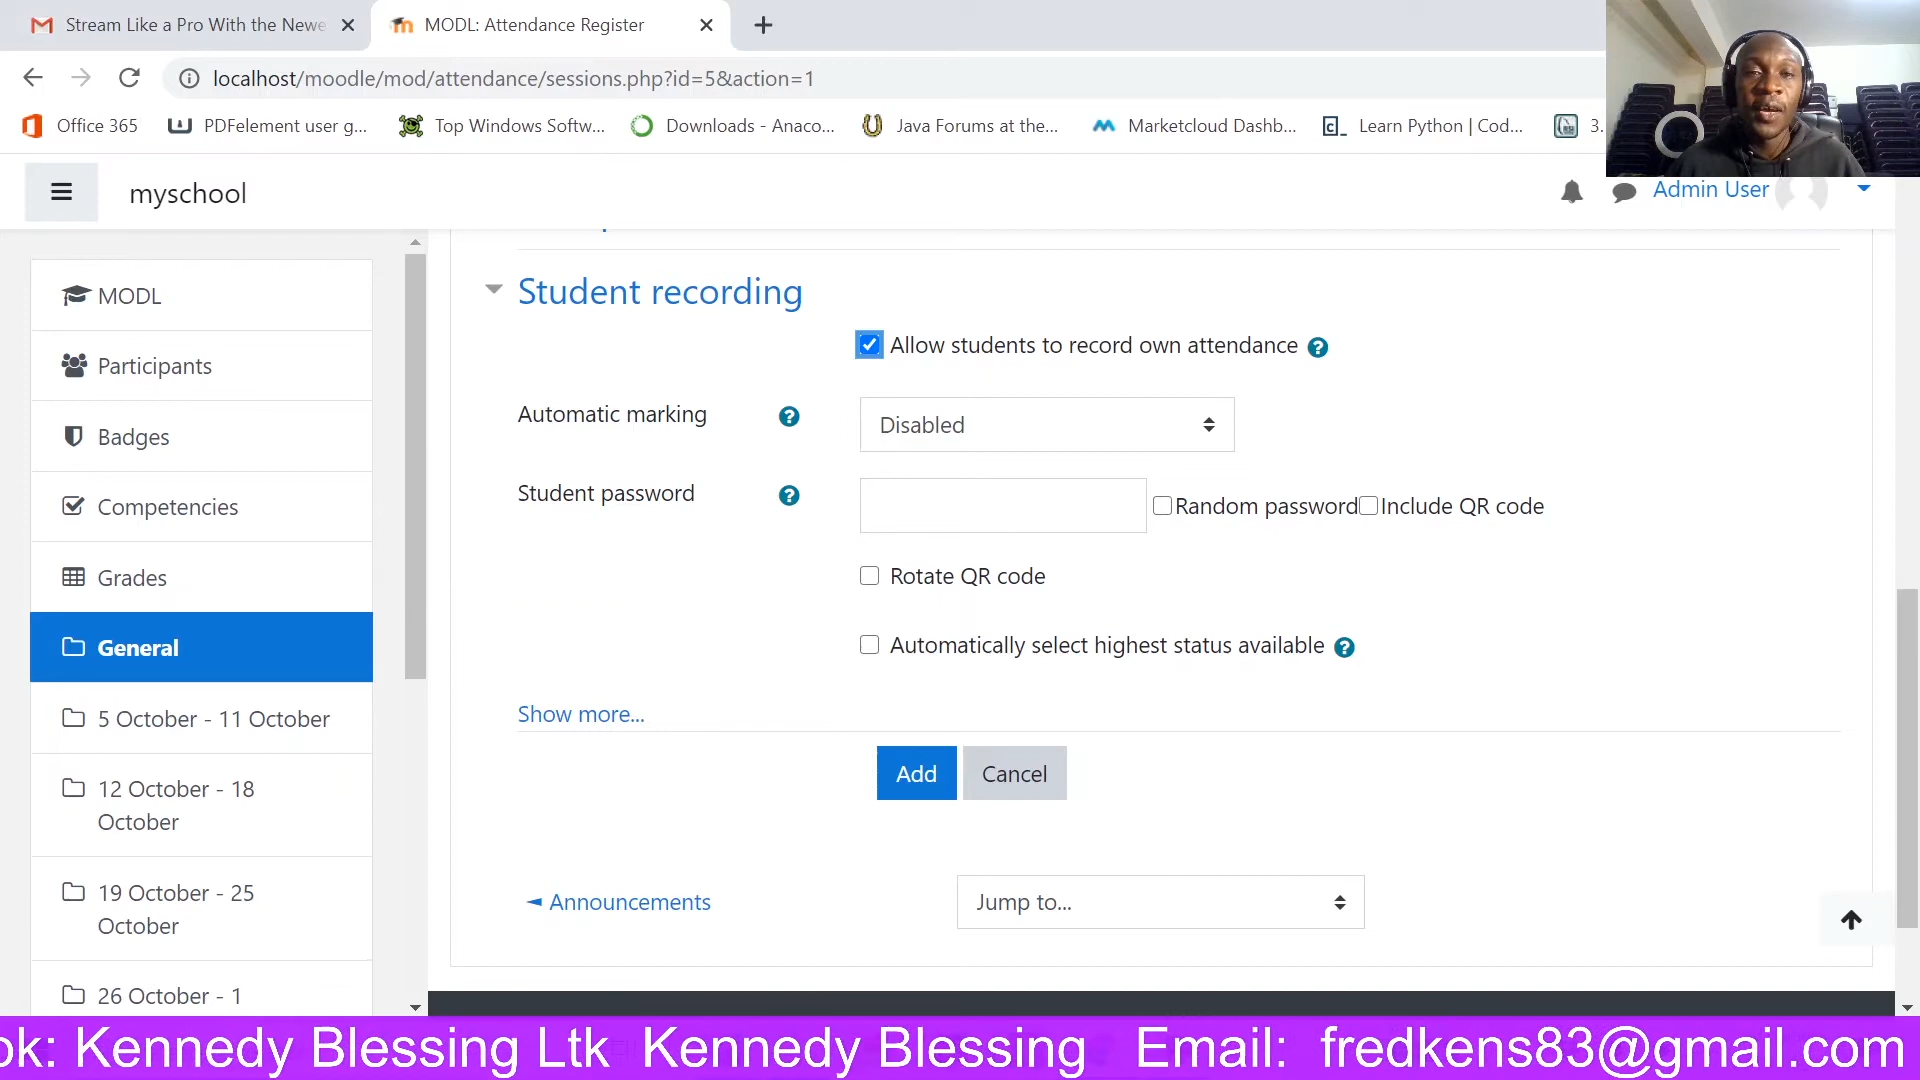 Stream Like a Pro With the Newe
MODL: Attendance Register
localhost/moodle/mod/attendance/sessions.php?id=5&action=1
Office 365
PDFelement user g...
Top Windows Softw...
Downloads - Anaco...
Java Forums at the...
Marketcloud Dashb...
Learn Python | Cod...
3.
myschool
Admin User
MODL
Participants
Badges
Competencies
Grades
General
5 October - 11 October
12 October - 18
October
19 October - 25
October
26 October - 1
Student recording
Allow students to record own attendance
Automatic marking
Disabled
Student password
Random password
Include QR code
Rotate QR code
Automatically select highest status available
Show more...
Add
Cancel
◄ Announcements
Jump to...
ok: Kennedy Blessing Ltk Kennedy Blessing Email: fredkens83@gmail.com